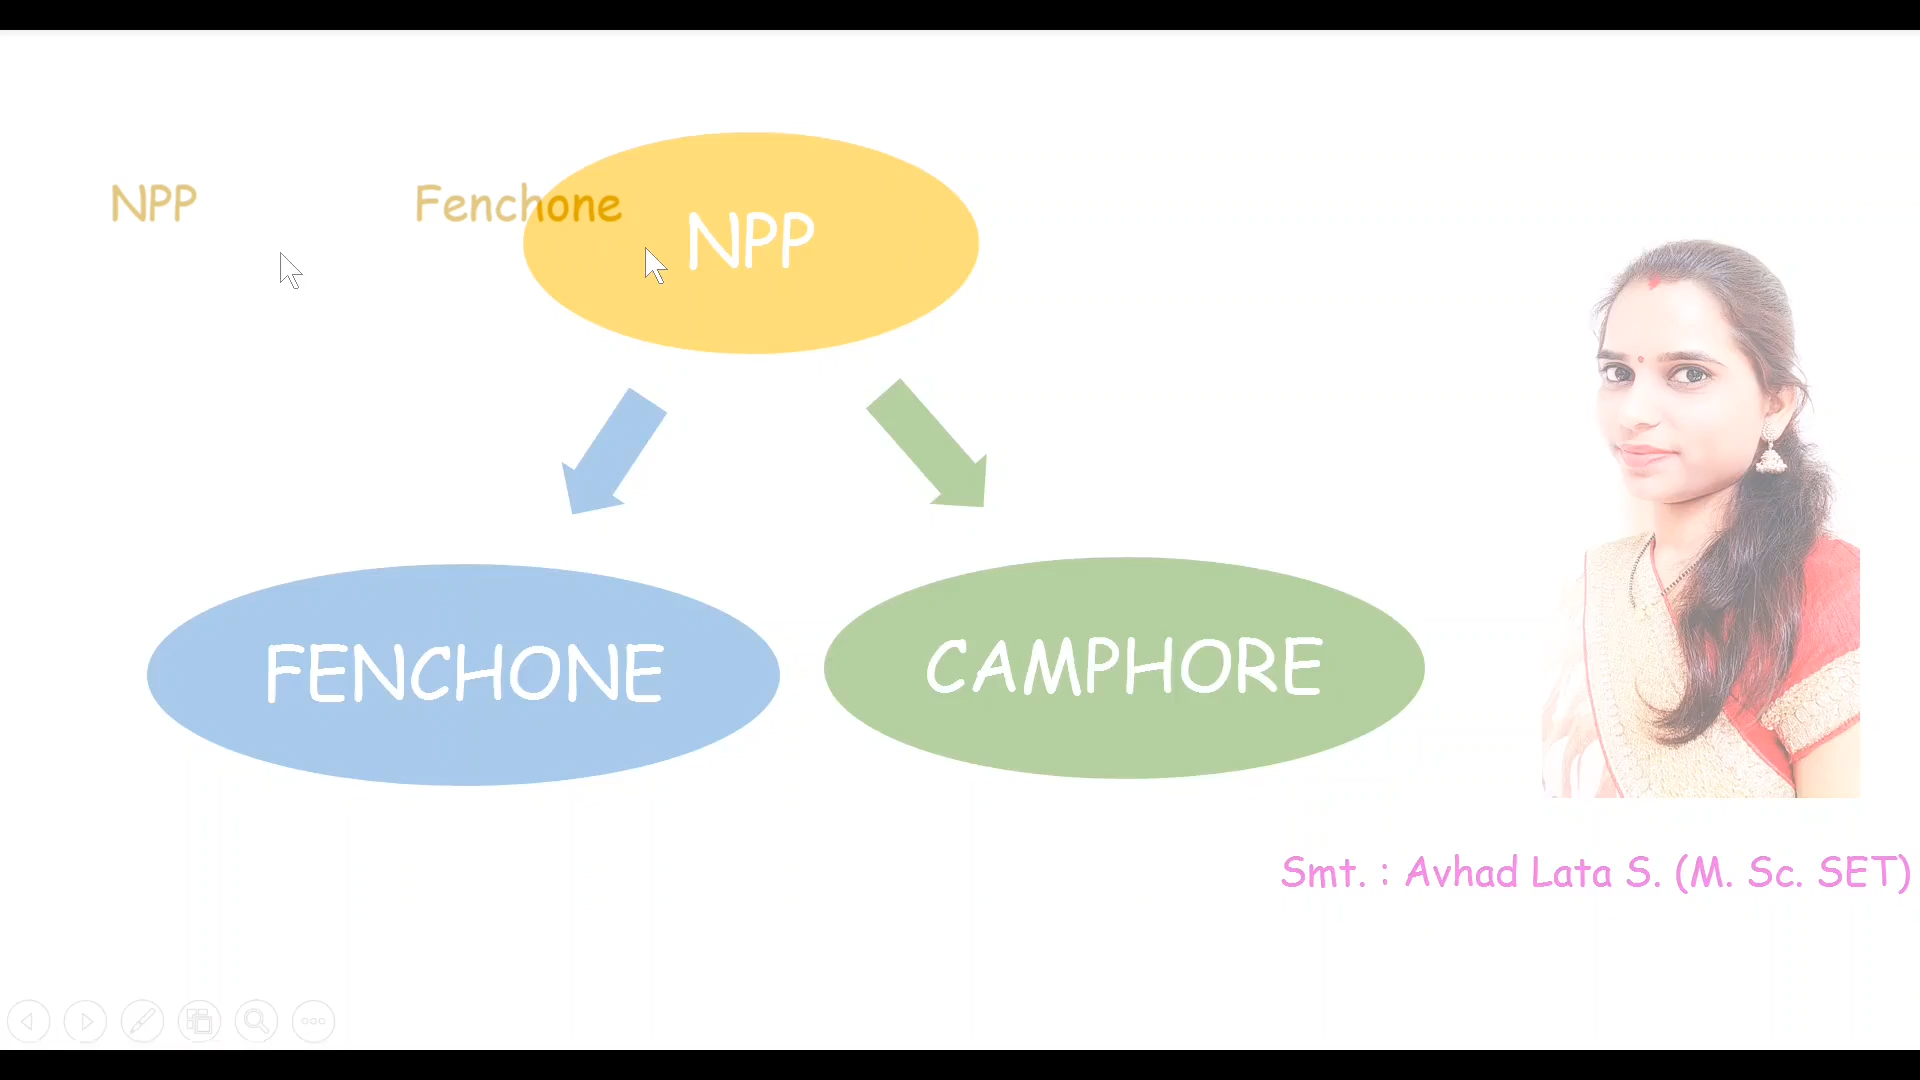 NPP
Fenchone
NPP
FENCHONE
CAMPHORE
Smt. : Avhad Lata S. (M. Sc. SET)